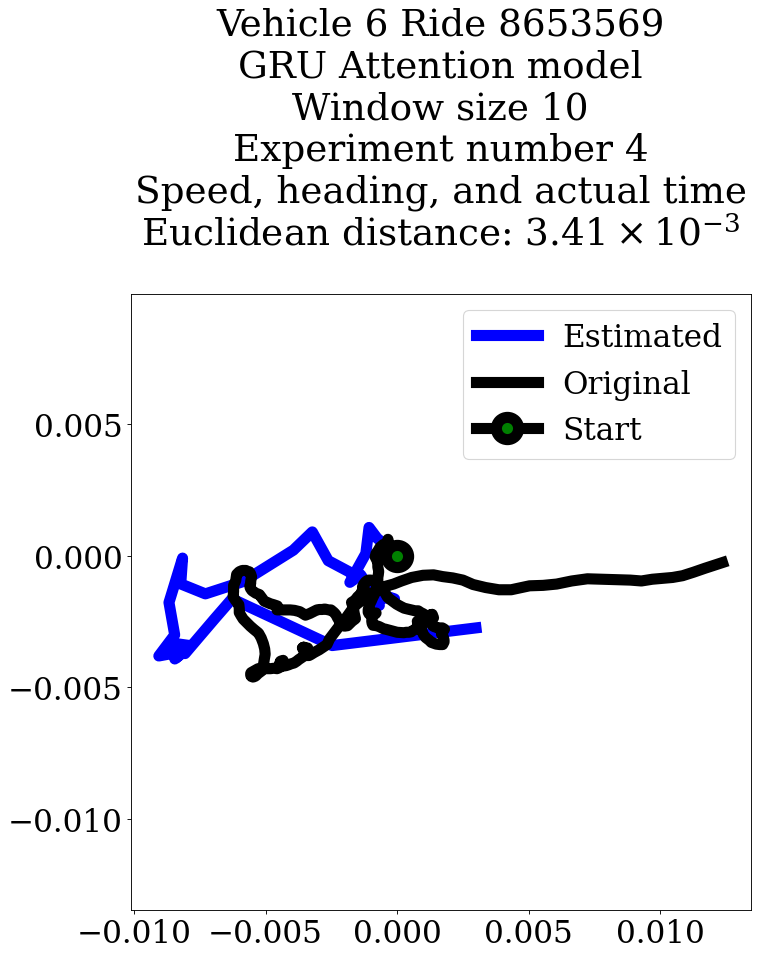 Vehicle 6 Ride 8653569
GRU Attention model
Window size 10
Experiment number 4
Speed, heading, and actual time
Euclidean distance: 3.41 × 10⁻³
Estimated
Original
Start
0.005
0.000
−0.005
−0.010
−0.010 −0.005 0.000 0.005 0.010